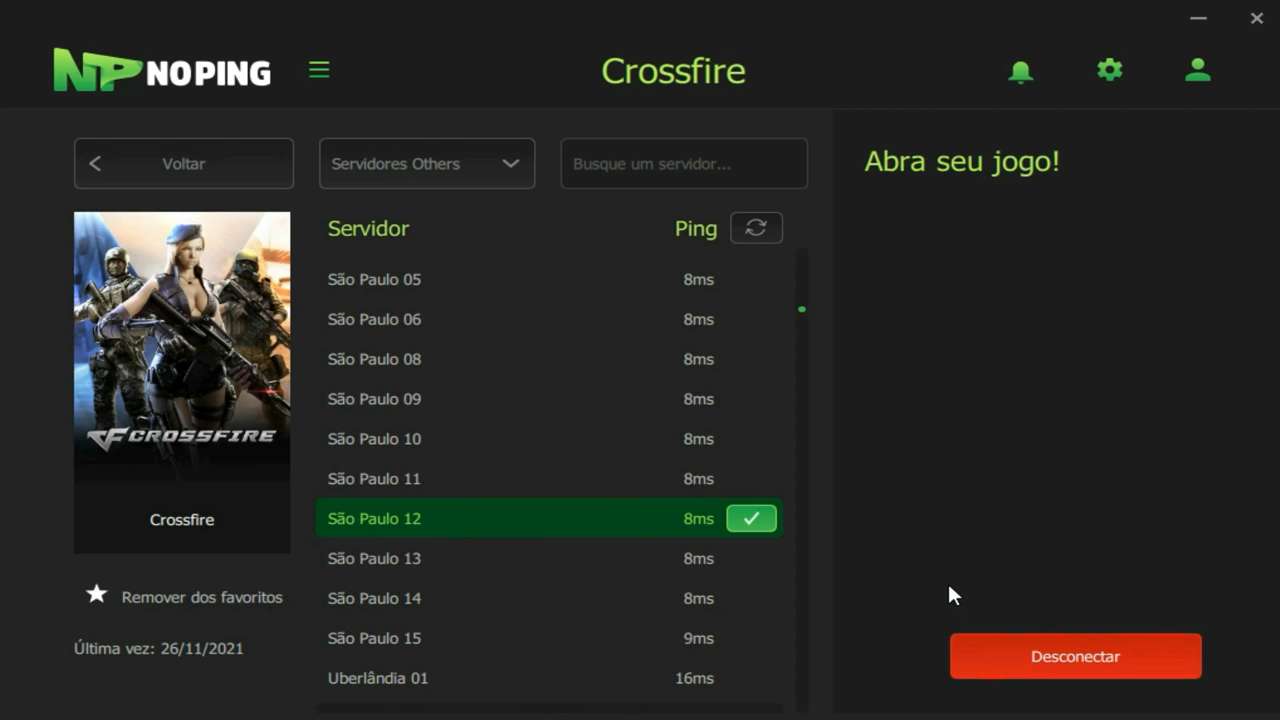 NP NOPING
Crossfire
Voltar
Servidores Others
Busque um servidor...
Abra seu jogo!
Servidor Ping
São Paulo 05 8ms
São Paulo 06 8ms
São Paulo 08 8ms
São Paulo 09 8ms
São Paulo 10 8ms
São Paulo 11 8ms
São Paulo 12 8ms
São Paulo 13 8ms
São Paulo 14 8ms
São Paulo 15 9ms
Uberlândia 01 16ms
CF CROSSFIRE
Crossfire
Remover dos favoritos
Última vez: 26/11/2021
Desconectar